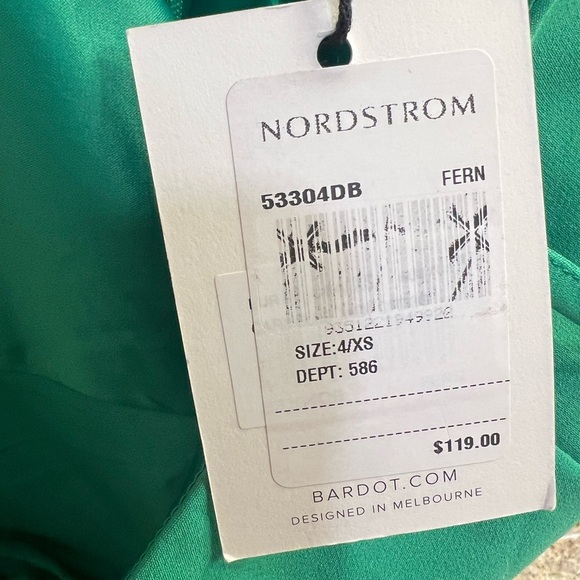 NORDSTROM
53304DB FERN
SIZE:4/XS
DEPT: 586
$119.00
BARDOT.COM
DESIGNED IN MELBOURNE